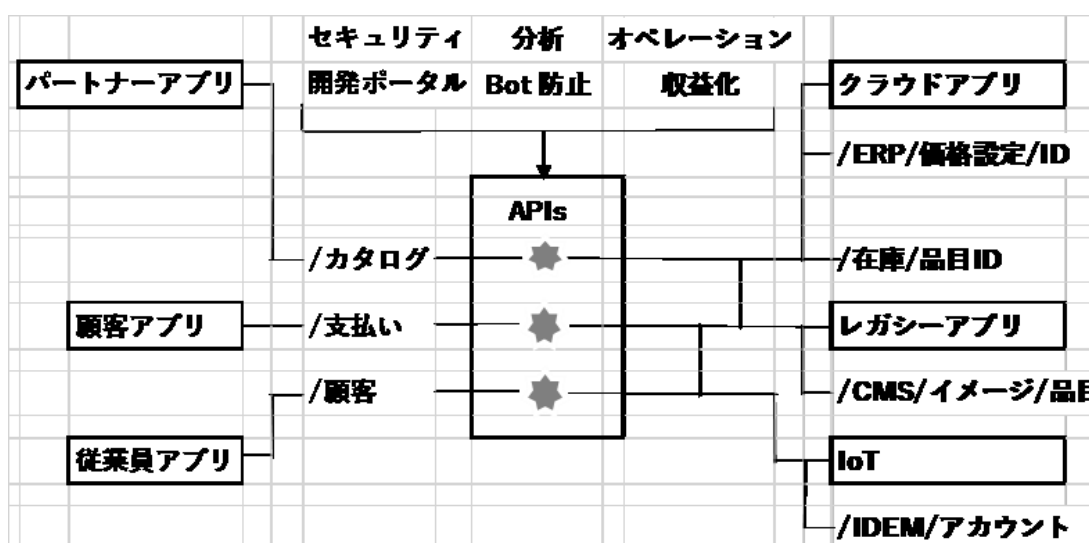 セキュリティ 分析 オペレーション
パートナーアプリ 開発ポータル Bot 防止 収益化 クラウドアプリ
/ERP/価格設定/ID
APIs
/カタログ /在庫/品目ID
顧客アプリ /支払い レガシーアプリ
/顧客 /CMS/イメージ/品目
従業員アプリ IoT
/IDEM/アカウント